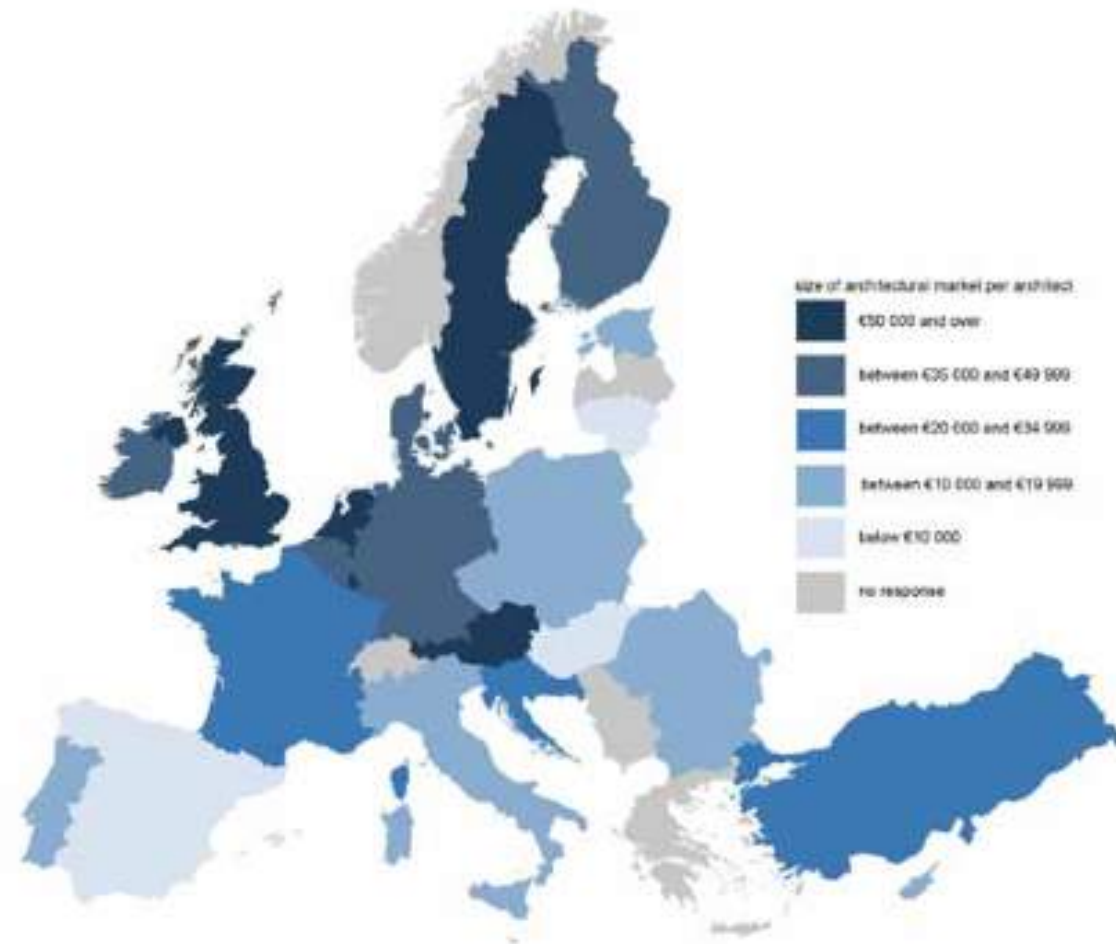 size of architectural market per architect
€50 000 and over
between €35 000 and €49 999
between €20 000 and €34 999
between €10 000 and €19 999
below €10 000
no response